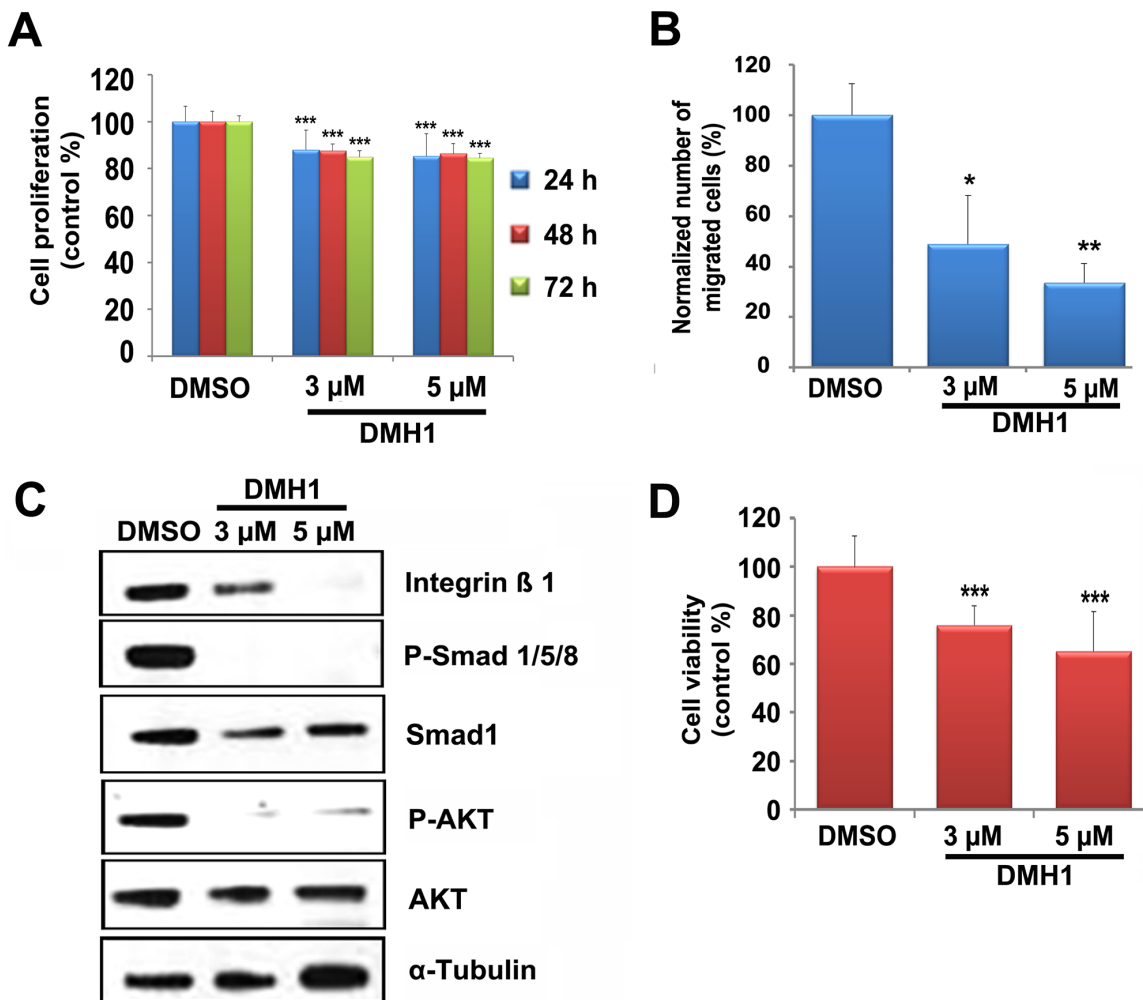 A
Cell proliferation
(control %)
120
100
80
60
40
20
0
***
***
***
***
***
***
24 h
48 h
72 h
DMSO
3 µM
5 µM
DMH1
B
Normalized number of
migrated cells (%)
120
100
80
60
40
20
0
*
**
DMSO
3 µM
5 µM
DMH1
C
DMH1
DMSO 3 µM 5 µM
Integrin ß 1
P-Smad 1/5/8
Smad1
P-AKT
AKT
α-Tubulin
D
Cell viability
(control %)
120
100
80
60
40
20
0
***
***
DMSO
3 µM
5 µM
DMH1